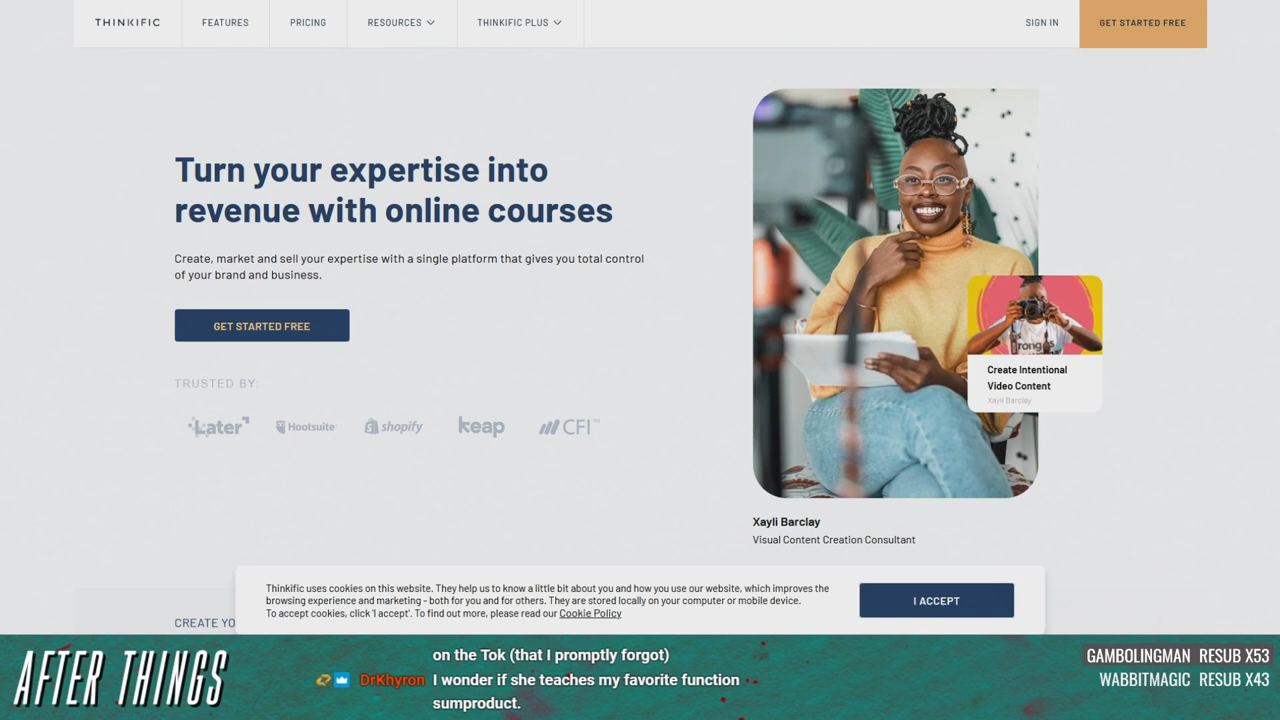 THINKIFIC
FEATURES
PRICING
RESOURCES
THINKIFIC PLUS
SIGN IN
GET STARTED FREE
Turn your expertise into
revenue with online courses
Create, market and sell your expertise with a single platform that gives you total control
of your brand and business.
GET STARTED FREE
TRUSTED BY:
Later
Hootsuite
shopify
keap
CFI™
Create Intentional
Video Content
Xayli Barclay
Xayli Barclay
Visual Content Creation Consultant
Thinkific uses cookies on this website. They help us to know a little bit about you and how you use our website, which improves the
browsing experience and marketing - both for you and for others. They are stored locally on your computer or mobile device.
To accept cookies, click 'I accept'. To find out more, please read our Cookie Policy
I ACCEPT
CREATE YO
AFTER THINGS
on the Tok (that I promptly forgot)
DrKhyron I wonder if she teaches my favorite function
sumproduct.
GAMBOLINGMAN RESUB X53
WABBITMAGIC RESUB X43